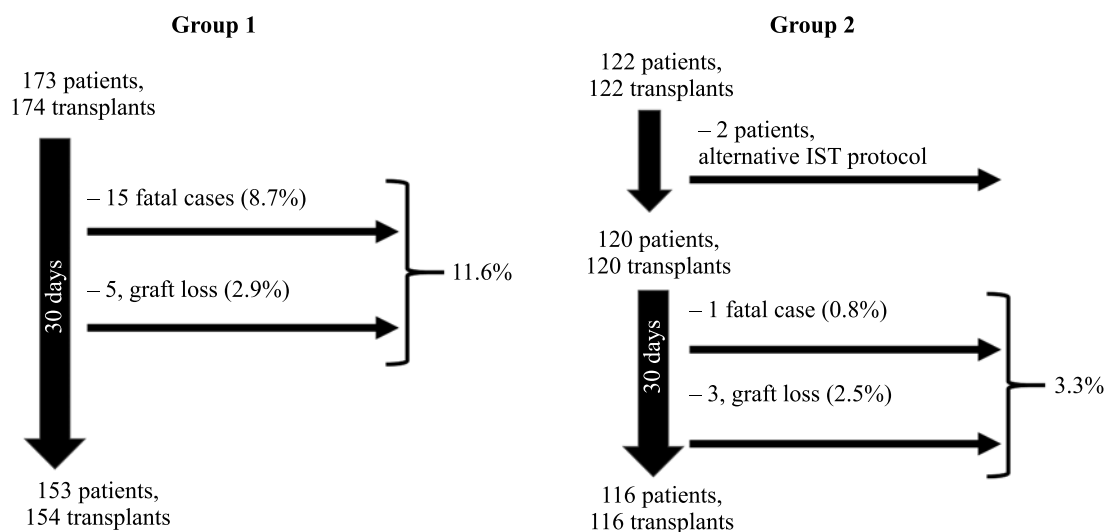 Group 1
173 patients,
174 transplants
– 15 fatal cases (8.7%)
– 5, graft loss (2.9%)
30 days
11.6%
153 patients,
154 transplants
Group 2
122 patients,
122 transplants
– 2 patients,
alternative IST protocol
120 patients,
120 transplants
– 1 fatal case (0.8%)
30 days
– 3, graft loss (2.5%)
3.3%
116 patients,
116 transplants